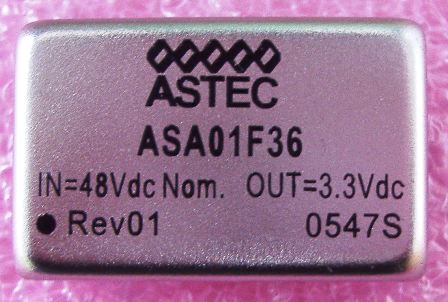 ASTEC
ASA01F36
IN=48Vdc Nom. OUT=3.3Vdc
Rev01 0547S